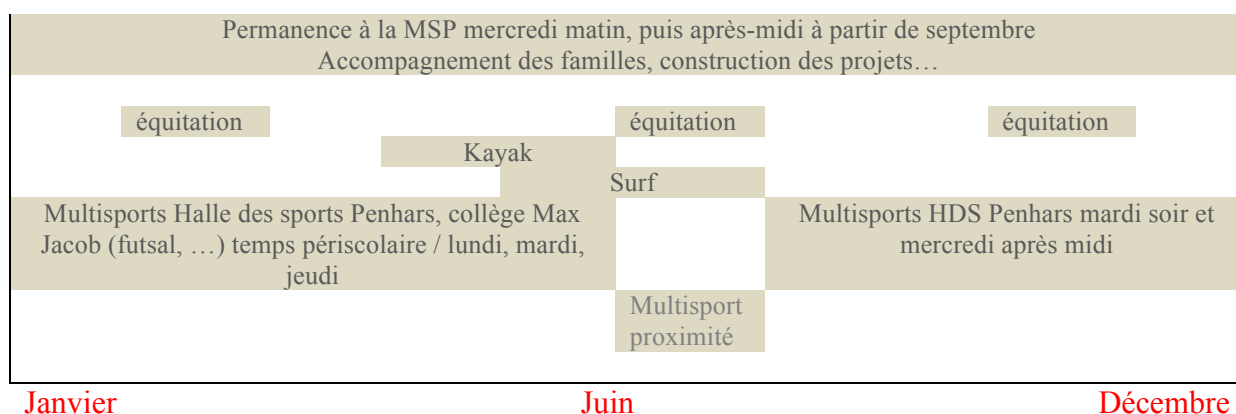 Permanence à la MSP mercredi matin, puis après-midi à partir de septembre
Accompagnement des familles, construction des projets…
équitation
équitation
équitation
Kayak
Surf
Multisports Halle des sports Penhars, collège Max
Jacob (futsal, …) temps périscolaire / lundi, mardi,
jeudi
Multisports HDS Penhars mardi soir et
mercredi après midi
Multisport
proximité
Janvier
Juin
Décembre